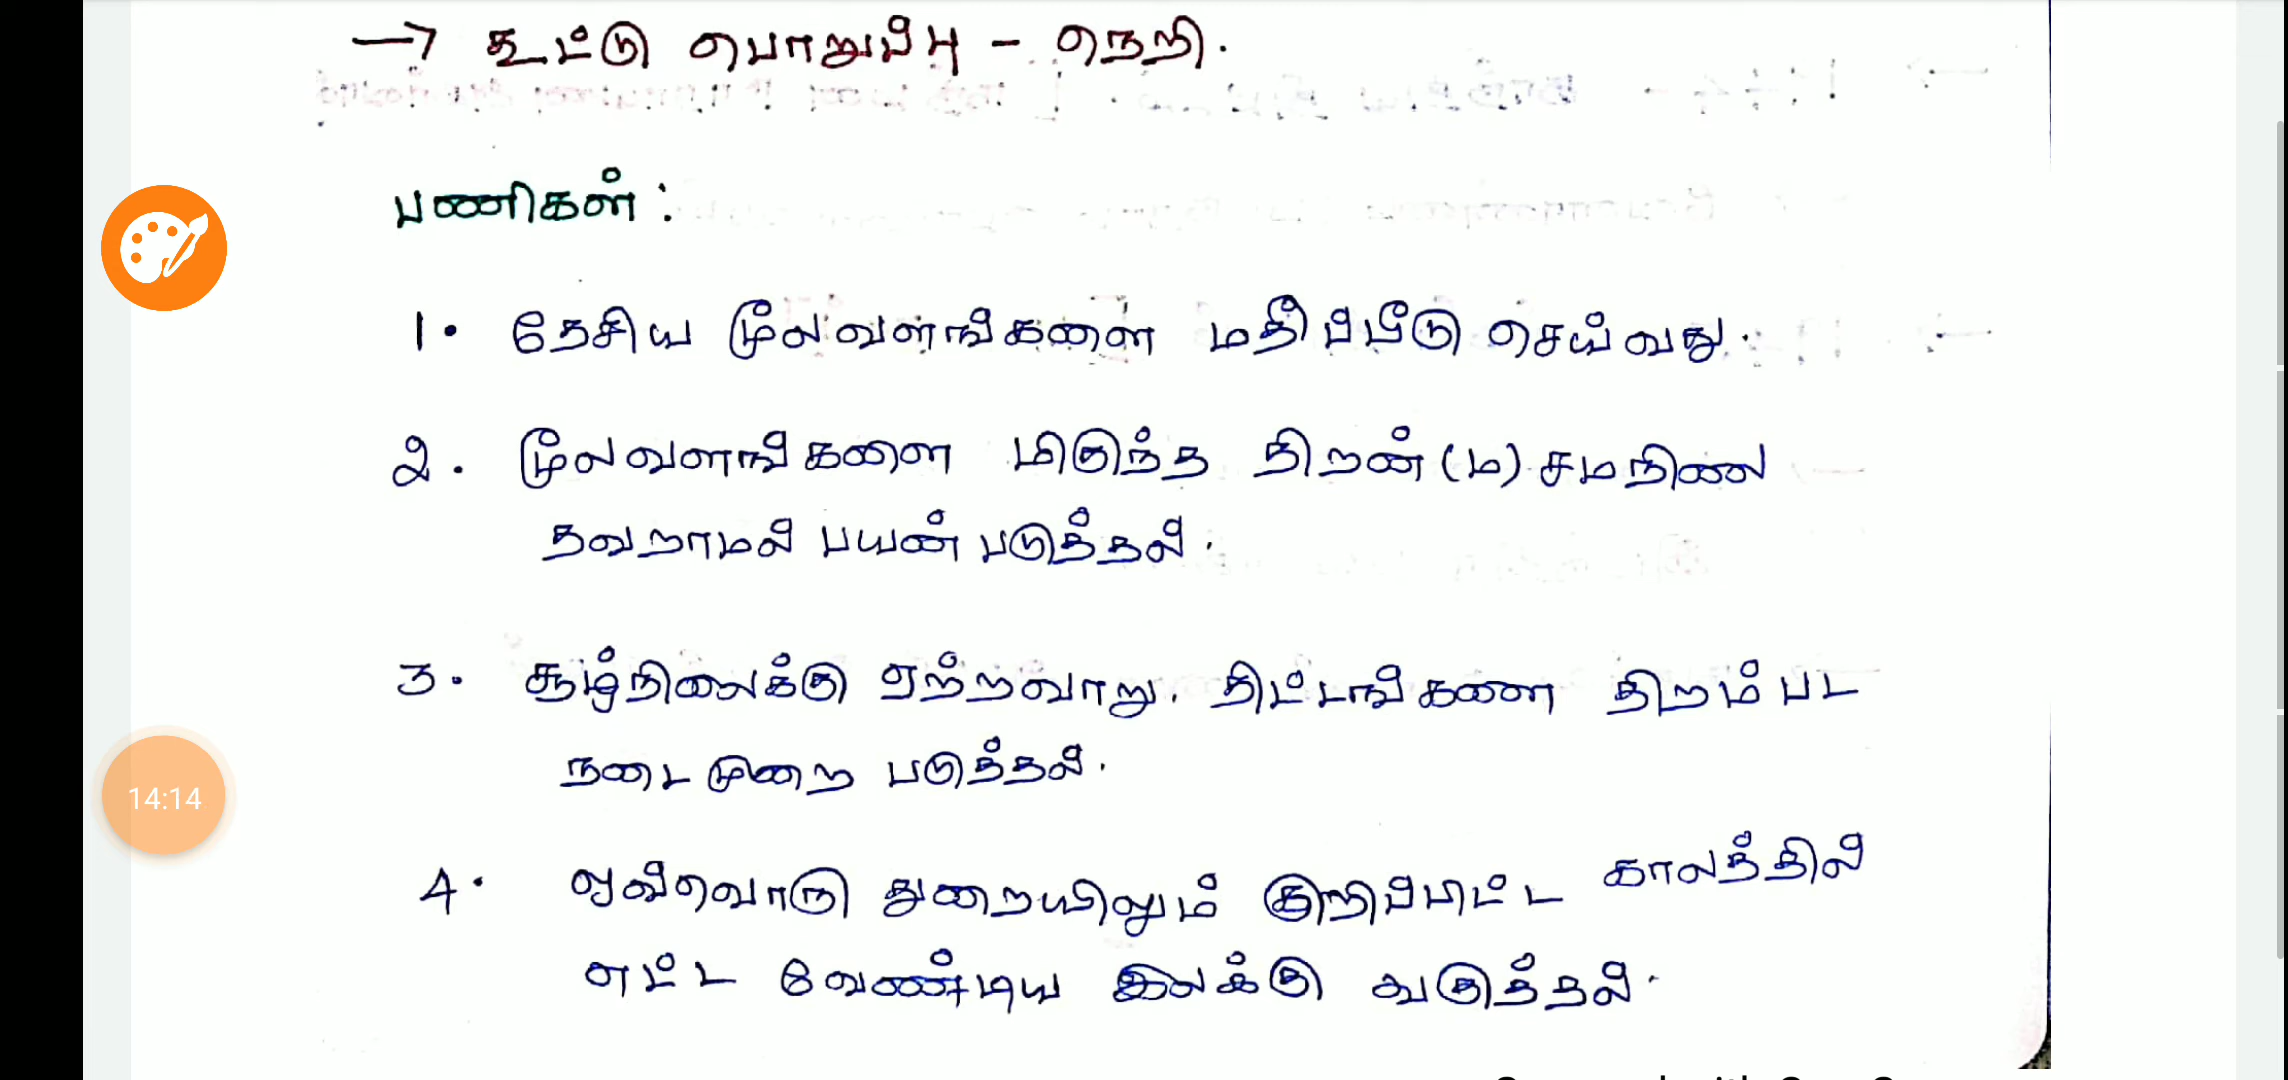 → கூட்டு பொறுப்பு - நெறி.
பணிகள் :
1. தேசிய மூலவளங்களை மதிப்பீடு செய்வது.
2. மூலவளங்களை மிகுந்த திறன் (ம) சமநிலை
தவறாமல் பயன் படுத்தல்.
3. சூழ்நிலைக்கு ஏற்றவாறு. திட்டங்களை திறம் பட
நடைமுறை படுத்தல்.
14:14
4. ஒவ்வொரு துறையிலும் குறிப்பிட்ட காலத்தில்
எட்ட வேண்டிய இலக்கு வகுத்தல்.